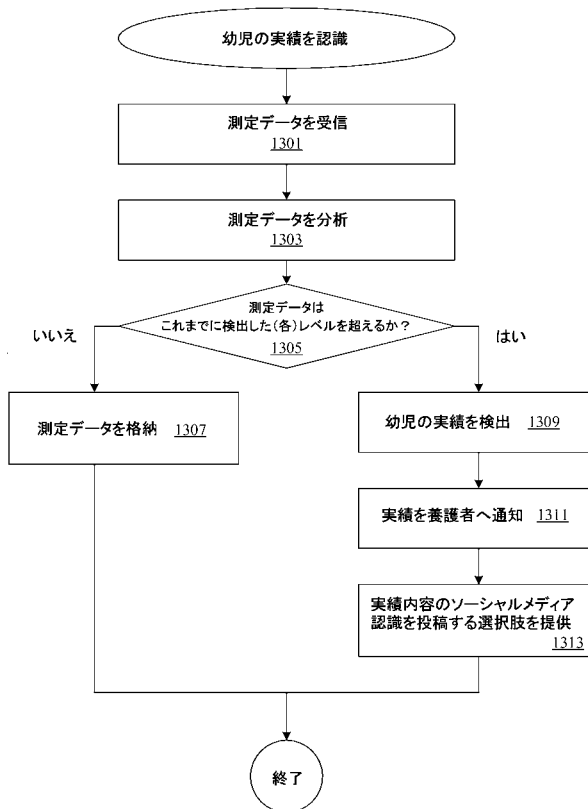 幼児の実績を認識
測定データを受信
1301
測定データを分析
1303
測定データは
これまでに検出した(各)レベルを超えるか?
1305
いいえ
はい
測定データを格納 1307
幼児の実績を検出 1309
実績を養護者へ通知 1311
実績内容のソーシャルメディア
認識を投稿する選択肢を提供
1313
終了